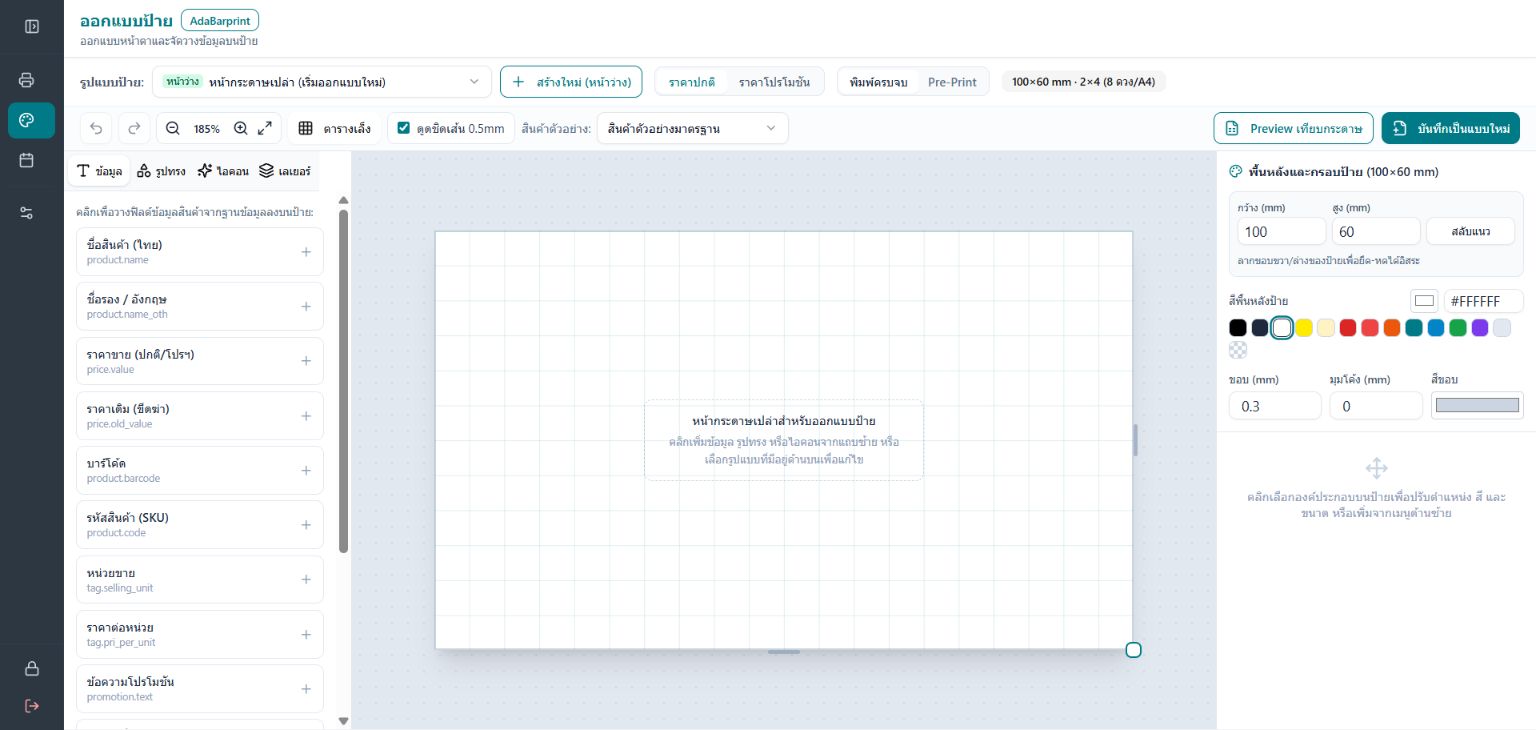 ออกแบบป้าย AdaBarprint
ออกแบบหน้าตาและจัดวางข้อมูลบนป้าย
รูปแบบป้าย: หน้าว่าง หน้ากระดาษเปล่า (เริ่มออกแบบใหม่) สร้างใหม่ (หน้าว่าง) ราคาปกติ ราคาโปรโมชัน พิมพ์ครบจบ Pre-Print 100×60 mm · 2×4 (8 ดวง/A4)
185% ตารางเล็ง ดูดชิดเส้น 0.5mm สินค้าตัวอย่าง: สินค้าตัวอย่างมาตรฐาน Preview เทียบกระดาษ บันทึกเป็นแบบใหม่
ข้อมูล รูปทรง ไอคอน เลเยอร์
คลิกเพื่อวางฟิลด์ข้อมูลสินค้าจากฐานข้อมูลลงบนป้าย:
ชื่อสินค้า (ไทย)
product.name
ชื่อรอง / อังกฤษ
product.name_oth
ราคาขาย (ปกติ/โปรฯ)
price.value
ราคาเดิม (ขีดฆ่า)
price.old_value
บาร์โค้ด
product.barcode
รหัสสินค้า (SKU)
product.code
หน่วยขาย
tag.selling_unit
ราคาต่อหน่วย
tag.pri_per_unit
ข้อความโปรโมชัน
promotion.text
หน้ากระดาษเปล่าสำหรับออกแบบป้าย
คลิกเพิ่มข้อมูล รูปทรง หรือไอคอนจากแถบซ้าย หรือ
เลือกรูปแบบที่มีอยู่ด้านบนเพื่อแก้ไข
พื้นหลังและกรอบป้าย (100×60 mm)
กว้าง (mm) สูง (mm)
100 60 สลับแนว
ลากขอบขวา/ล่างของป้ายเพื่อยืด-หดได้อิสระ
สีพื้นหลังป้าย #FFFFFF
ขอบ (mm) มุมโค้ง (mm) สีขอบ
0.3 0
คลิกเลือกองค์ประกอบบนป้ายเพื่อปรับตำแหน่ง สี และ
ขนาด หรือเพิ่มจากเมนูด้านซ้าย